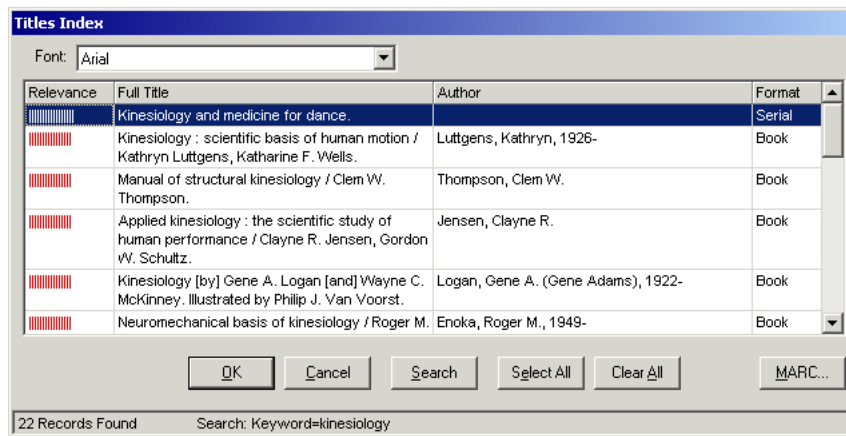 Titles Index
Font: Arial
Relevance Full Title Author Format
Kinesiology and medicine for dance. Serial
Kinesiology : scientific basis of human motion / Luttgens, Kathryn, 1926- Book
Kathryn Luttgens, Katharine F. Wells.
Manual of structural kinesiology / Clem W. Thompson, Clem W. Book
Thompson.
Applied kinesiology : the scientific study of Jensen, Clayne R. Book
human performance / Clayne R. Jensen, Gordon
W. Schultz.
Kinesiology [by] Gene A. Logan [and] Wayne C. Logan, Gene A. (Gene Adams), 1922- Book
McKinney. Illustrated by Philip J. Van Voorst.
Neuromechanical basis of kinesiology / Roger M. Enoka, Roger M., 1949- Book
OK Cancel Search Select All Clear All MARC...
22 Records Found Search: Keyword=kinesiology